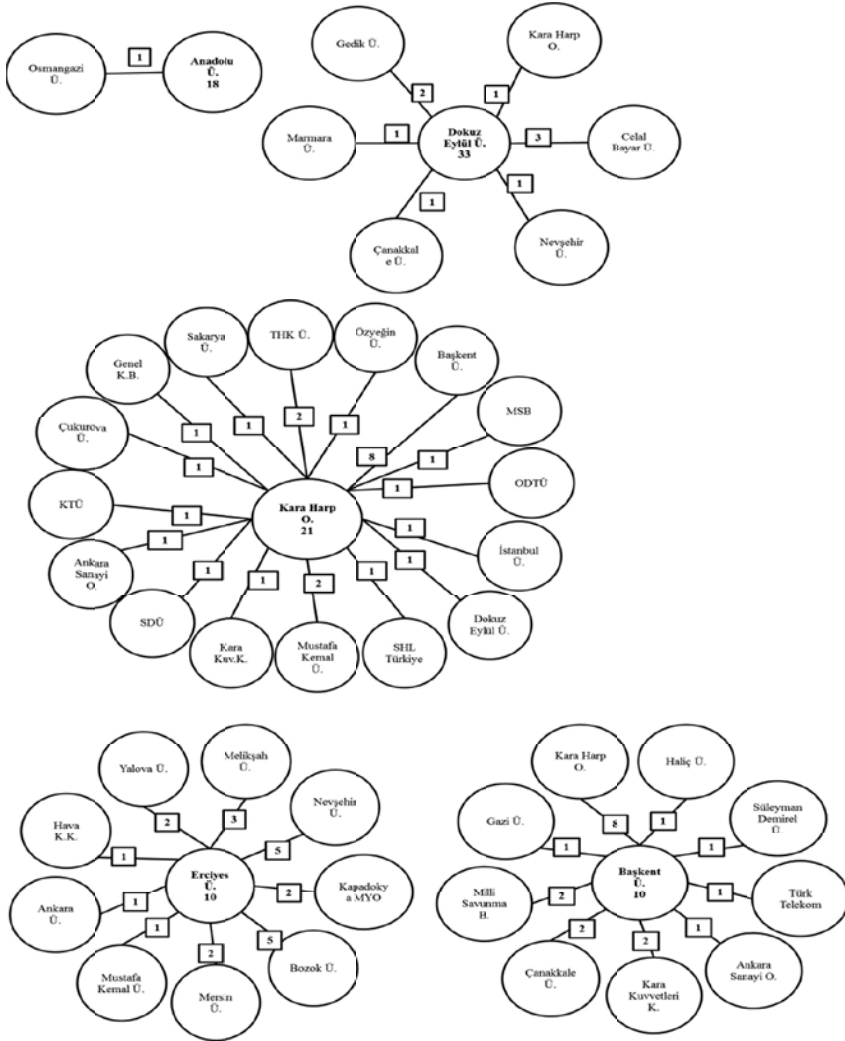 Osmangazi
Ü.
1
Anadolu
Ü.
18
Gedik Ü.
Kara Harp
O.
2
1
Marmara
Ü.
1
Dokuz
Eylül Ü.
33
3
Celal
Bayar Ü.
1
1
Çanakkal
e Ü.
Nevşehir
Ü.
Sakarya
Ü.
THK Ü.
Özyeğin
Ü.
Genel
K.B.
Başkent
Ü.
Çukurova
Ü.
MSB
1
1
2
1
8
1
1
KTÜ
1
1
ODTÜ
Kara Harp
O.
21
Ankara
Sanayi
O.
1
1
İstanbul
Ü.
SDÜ
1
1
2
1
1
Dokuz
Eylül Ü.
Kara
Kuv.K.
Mustafa
Kemal
Ü.
SHL
Türkiye
Yalova Ü.
Melikşah
Ü.
Hava
K.K.
2
3
Nevşehir
Ü.
1
5
Erciyes
Ü.
10
Ankara
Ü.
1
2
Kapadoky
a MYO
1
2
5
Mustafa
Kemal Ü.
Mersin
Ü.
Bozok Ü.
Kara Harp
O.
Haliç Ü.
Gazi Ü.
8
1
Süleyman
Demirel
Ü.
1
1
Başkent
Ü.
10
Milli
Savunma
B.
2
1
Türk
Telekom
2
2
1
Çanakkale
Ü.
Kara
Kuvvetleri
K.
Ankara
Sanayi O.